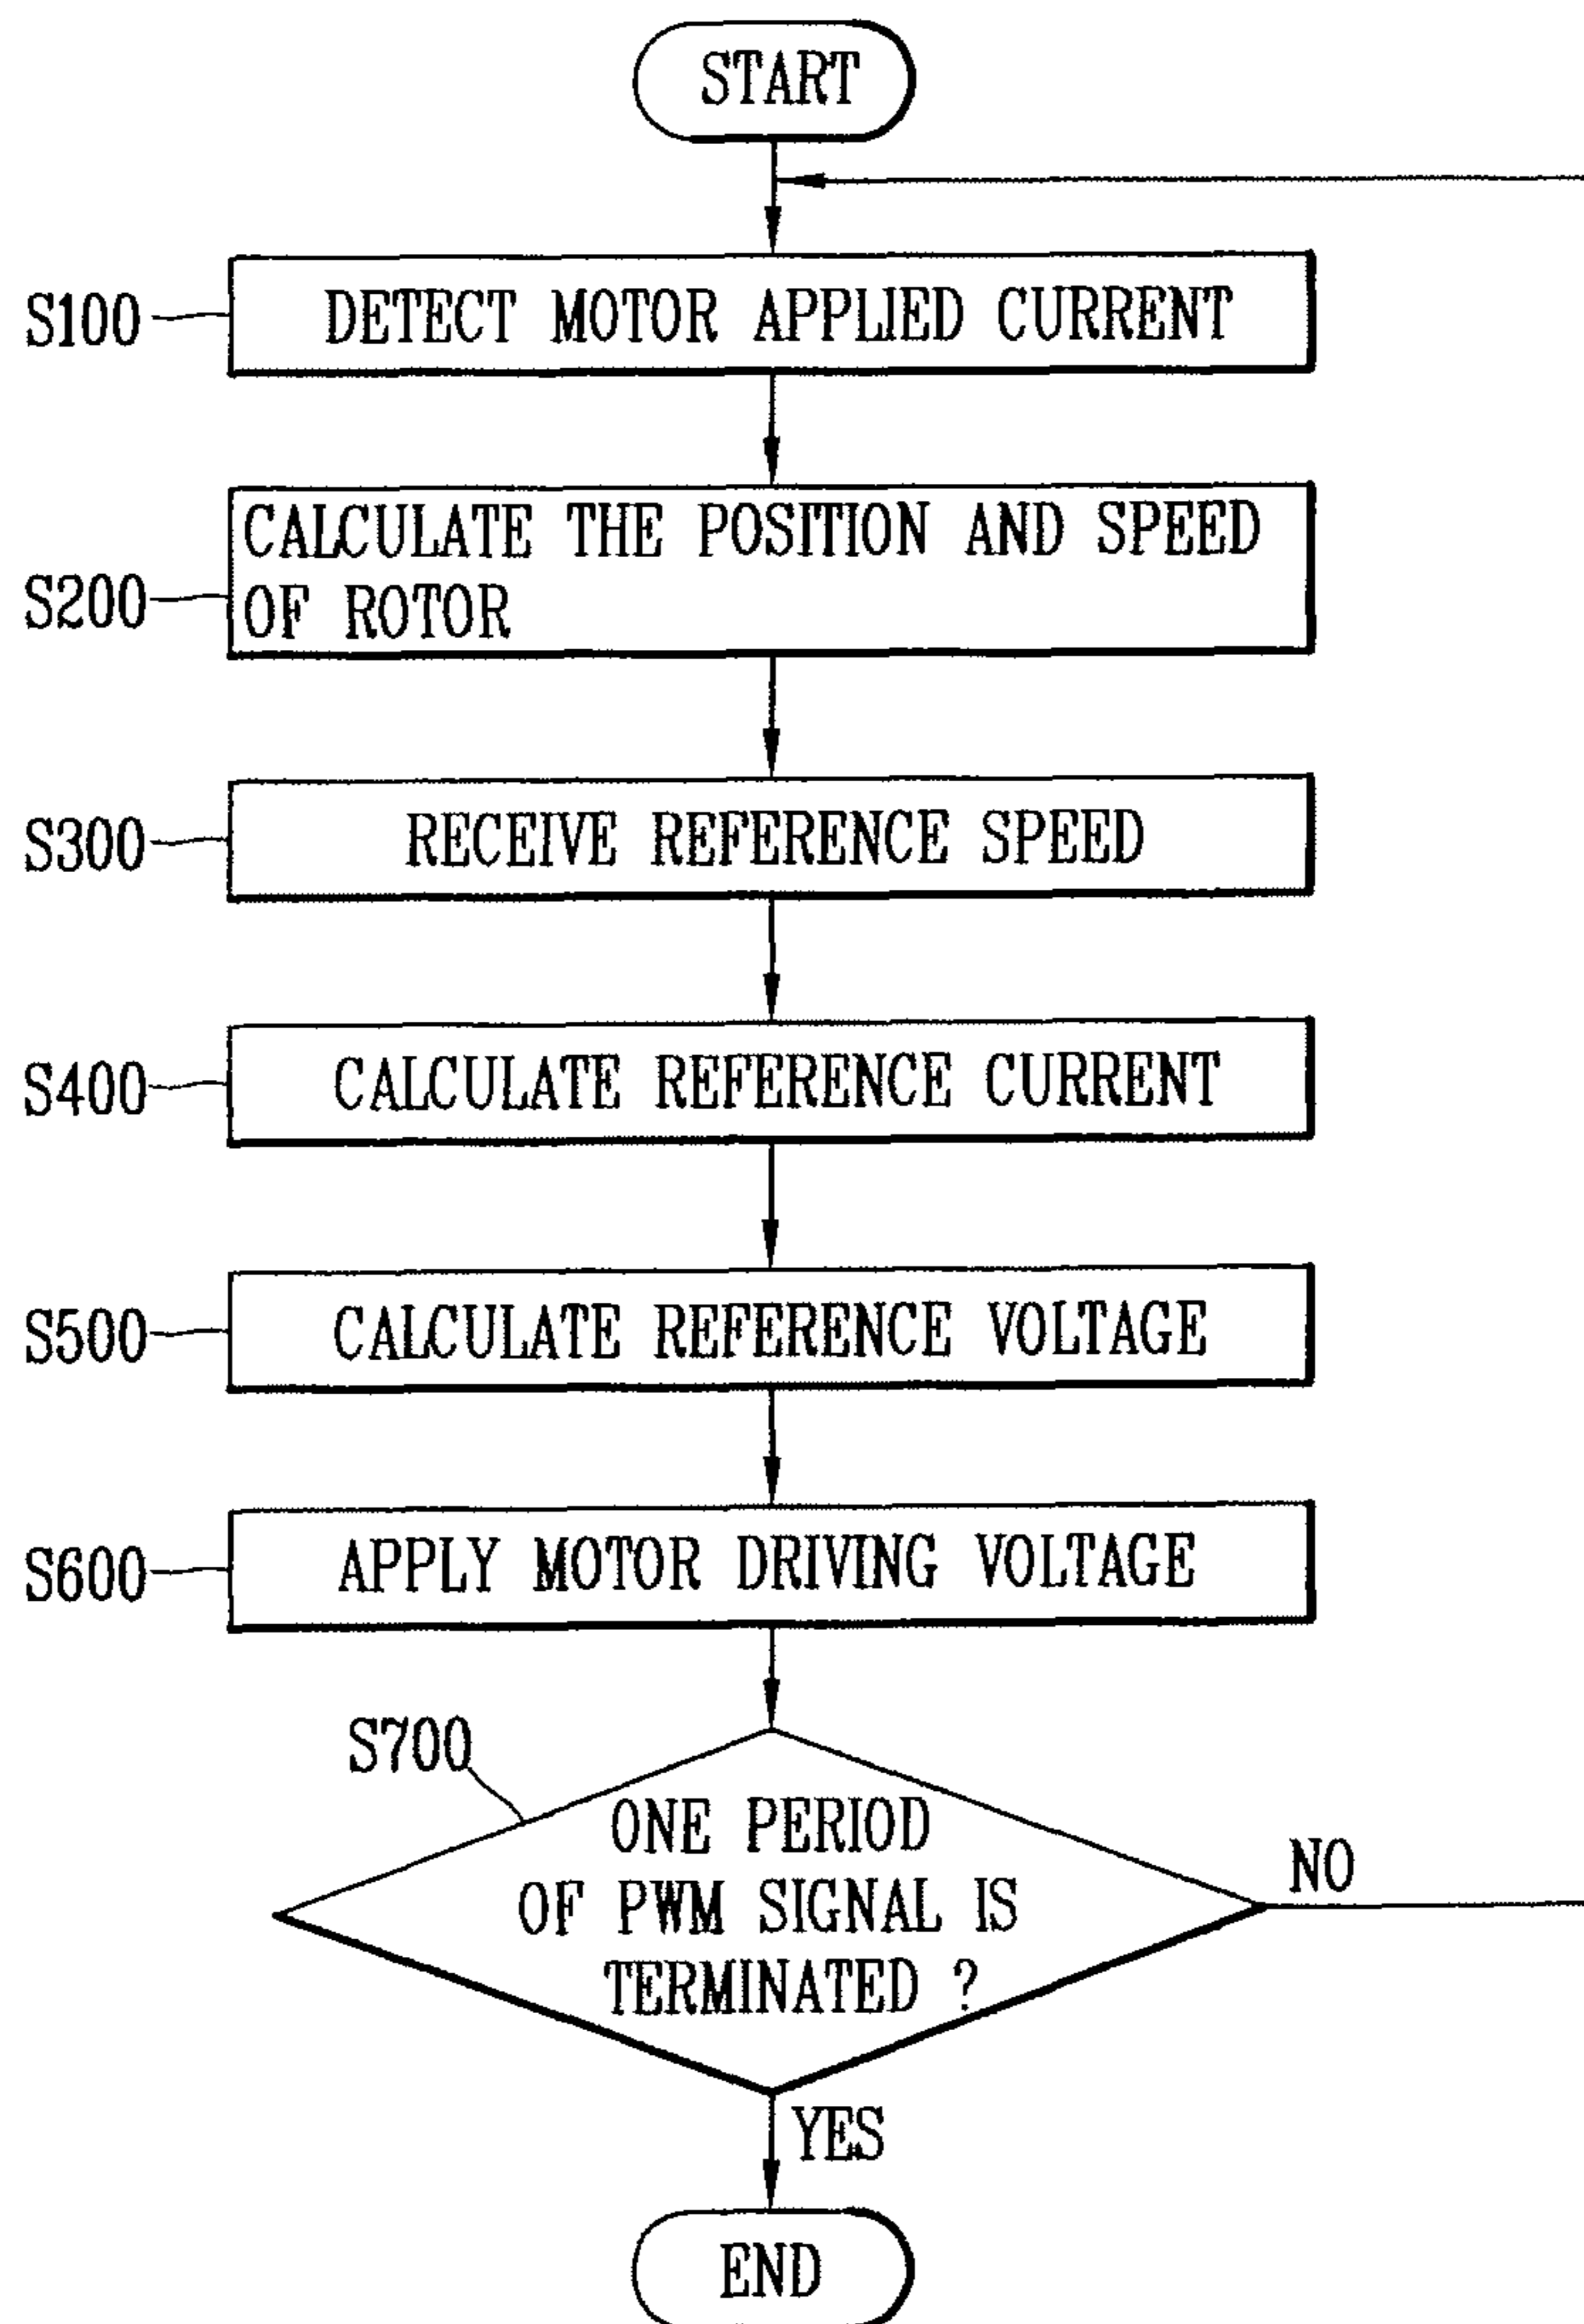 START
S100
DETECT MOTOR APPLIED CURRENT
CALCULATE THE POSITION AND SPEED
S200
OF ROTOR
S300
RECEIVE REFERENCE SPEED
S400
CALCULATE REFERENCE CURRENT
S500
CALCULATE REFERENCE VOLTAGE
S600
APPLY MOTOR DRIVING VOLTAGE
S700
ONE PERIOD
OF PWM SIGNAL IS
TERMINATED ?
NO
YES
END